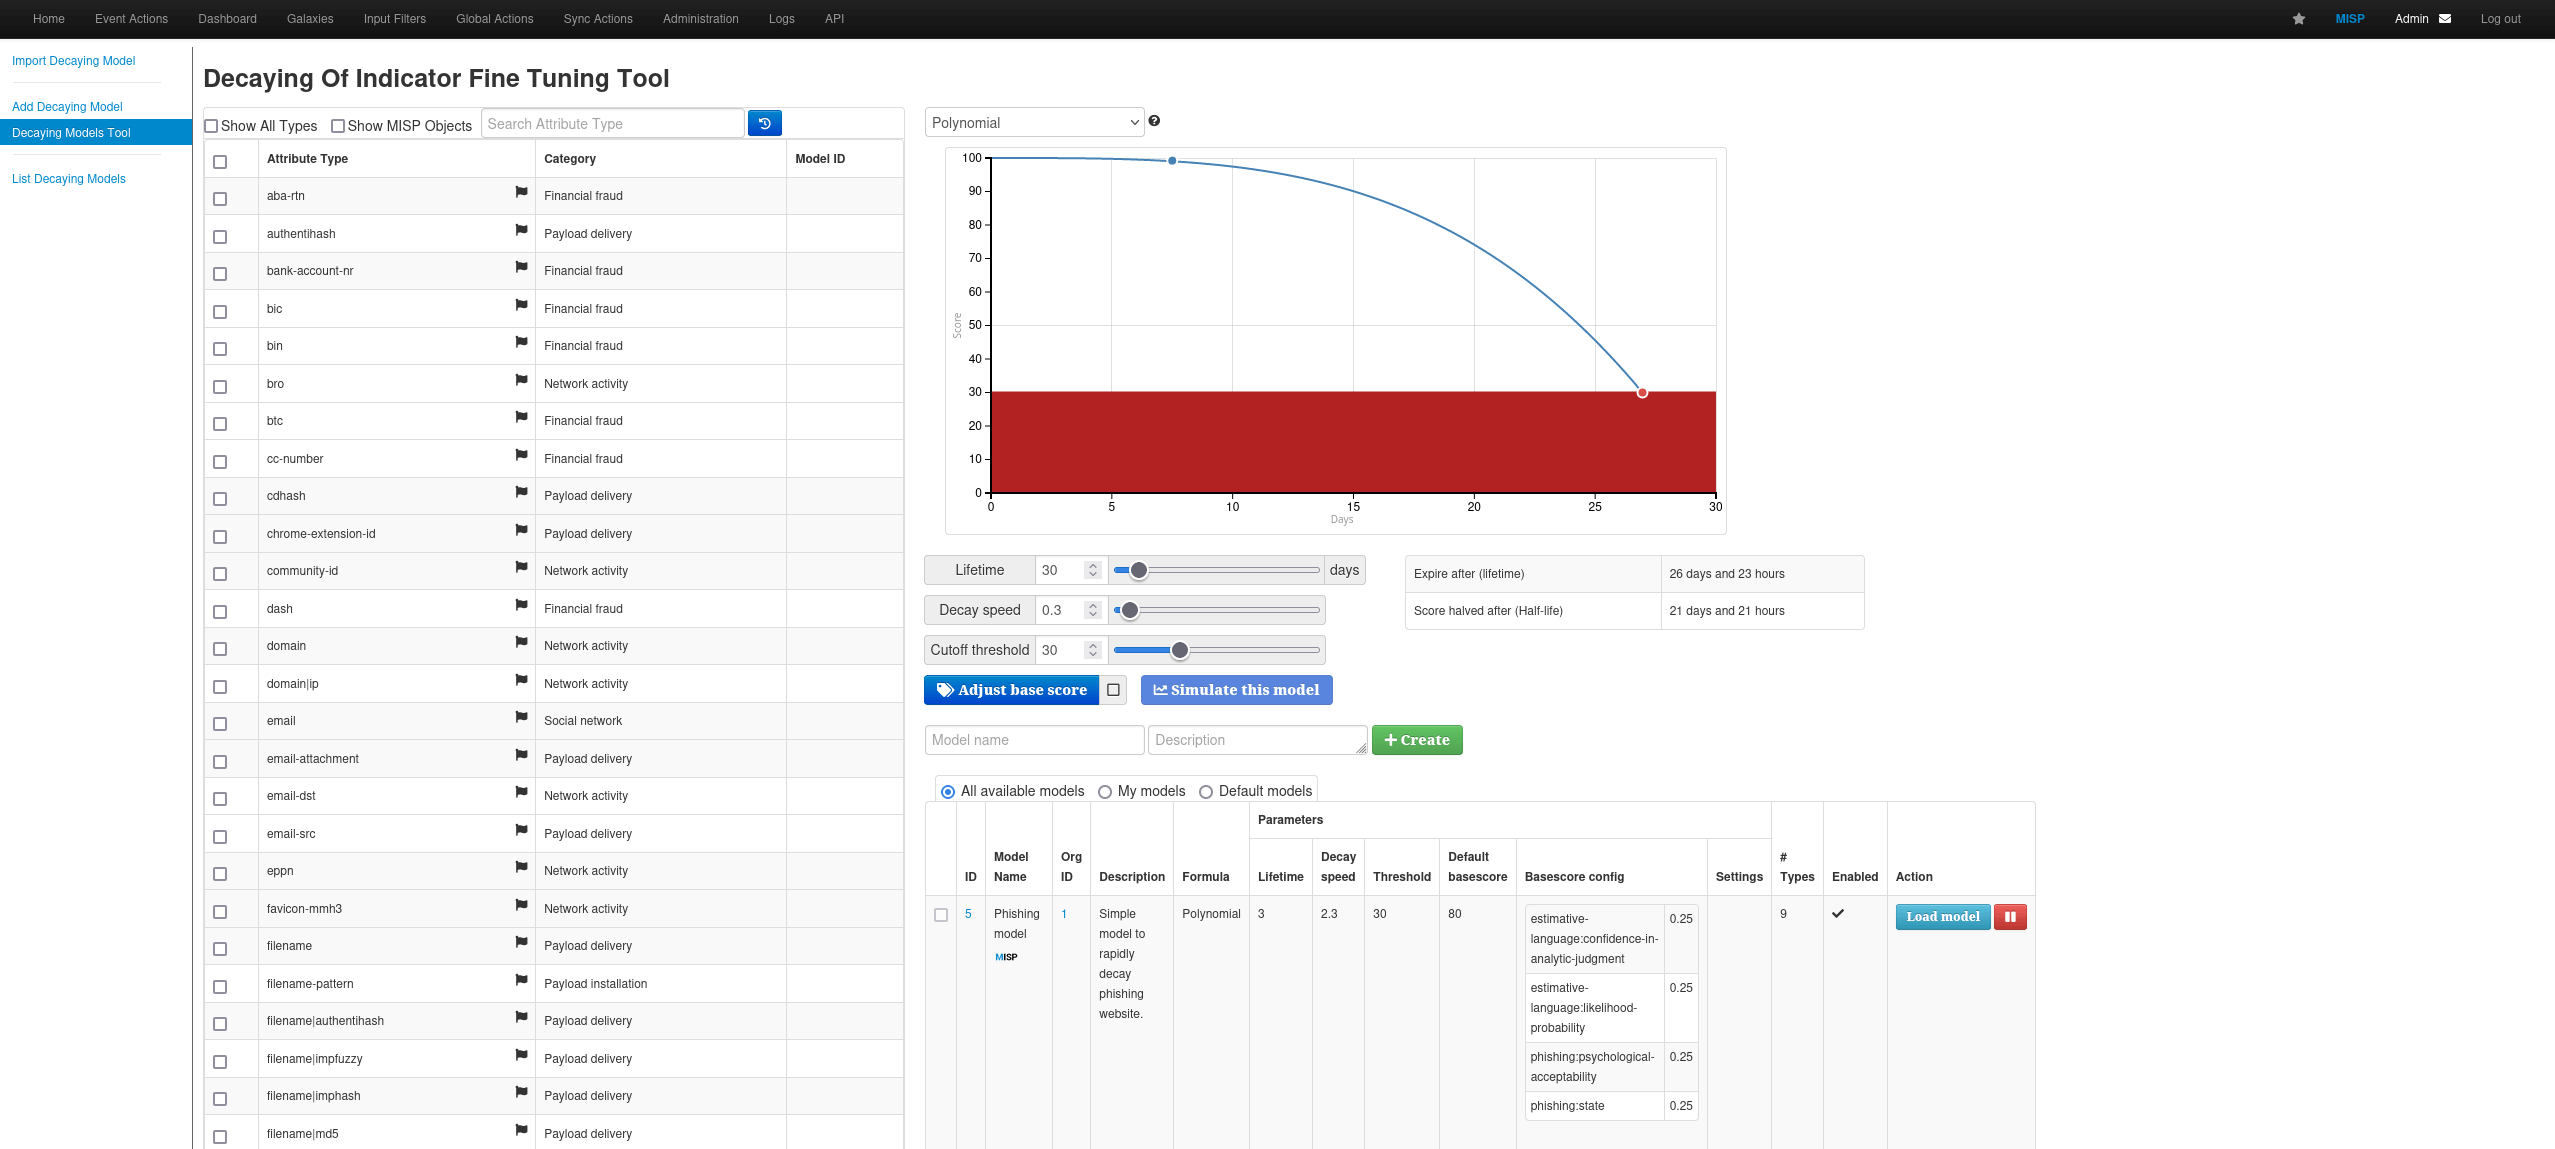 Home Event Actions Dashboard Galaxies Input Filters Global Actions Sync Actions Administration Logs API MISP Admin Log out
Import Decaying Model
Add Decaying Model
Decaying Models Tool
List Decaying Models
Decaying Of Indicator Fine Tuning Tool
Show All Types Show MISP Objects Search Attribute Type
Attribute Type Category Model ID
aba-rtn Financial fraud
authentihash Payload delivery
bank-account-nr Financial fraud
bic Financial fraud
bin Financial fraud
bro Network activity
btc Financial fraud
cc-number Financial fraud
cdhash Payload delivery
chrome-extension-id Payload delivery
community-id Network activity
dash Financial fraud
domain Network activity
domain|ip Network activity
email Social network
email-attachment Payload delivery
email-dst Network activity
email-src Payload delivery
eppn Network activity
favicon-mmh3 Network activity
filename Payload delivery
filename-pattern Payload installation
filename|authentihash Payload delivery
filename|impfuzzy Payload delivery
filename|imphash Payload delivery
filename|md5 Payload delivery
Polynomial
100
90
80
70
60
50
40
30
20
10
0
Score
0 5 10 15 20 25 30
Days
Lifetime 30 days
Decay speed 0.3
Cutoff threshold 30
Expire after (lifetime) 26 days and 23 hours
Score halved after (Half-life) 21 days and 21 hours
Adjust base score Simulate this model
Model name Description Create
All available models My models Default models
Parameters
Model Org Decay Default #
ID Name ID Description Formula Lifetime speed Threshold basescore Basescore config Settings Types Enabled Action
5 Phishing 1 Simple Polynomial 3 2.3 30 80 estimative- 0.25 9 Load model
model model to language:confidence-in-
MISP rapidly analytic-judgment
decay estimative- 0.25
phishing language:likelihood-
website. probability
phishing:psychological- 0.25
acceptability
phishing:state 0.25